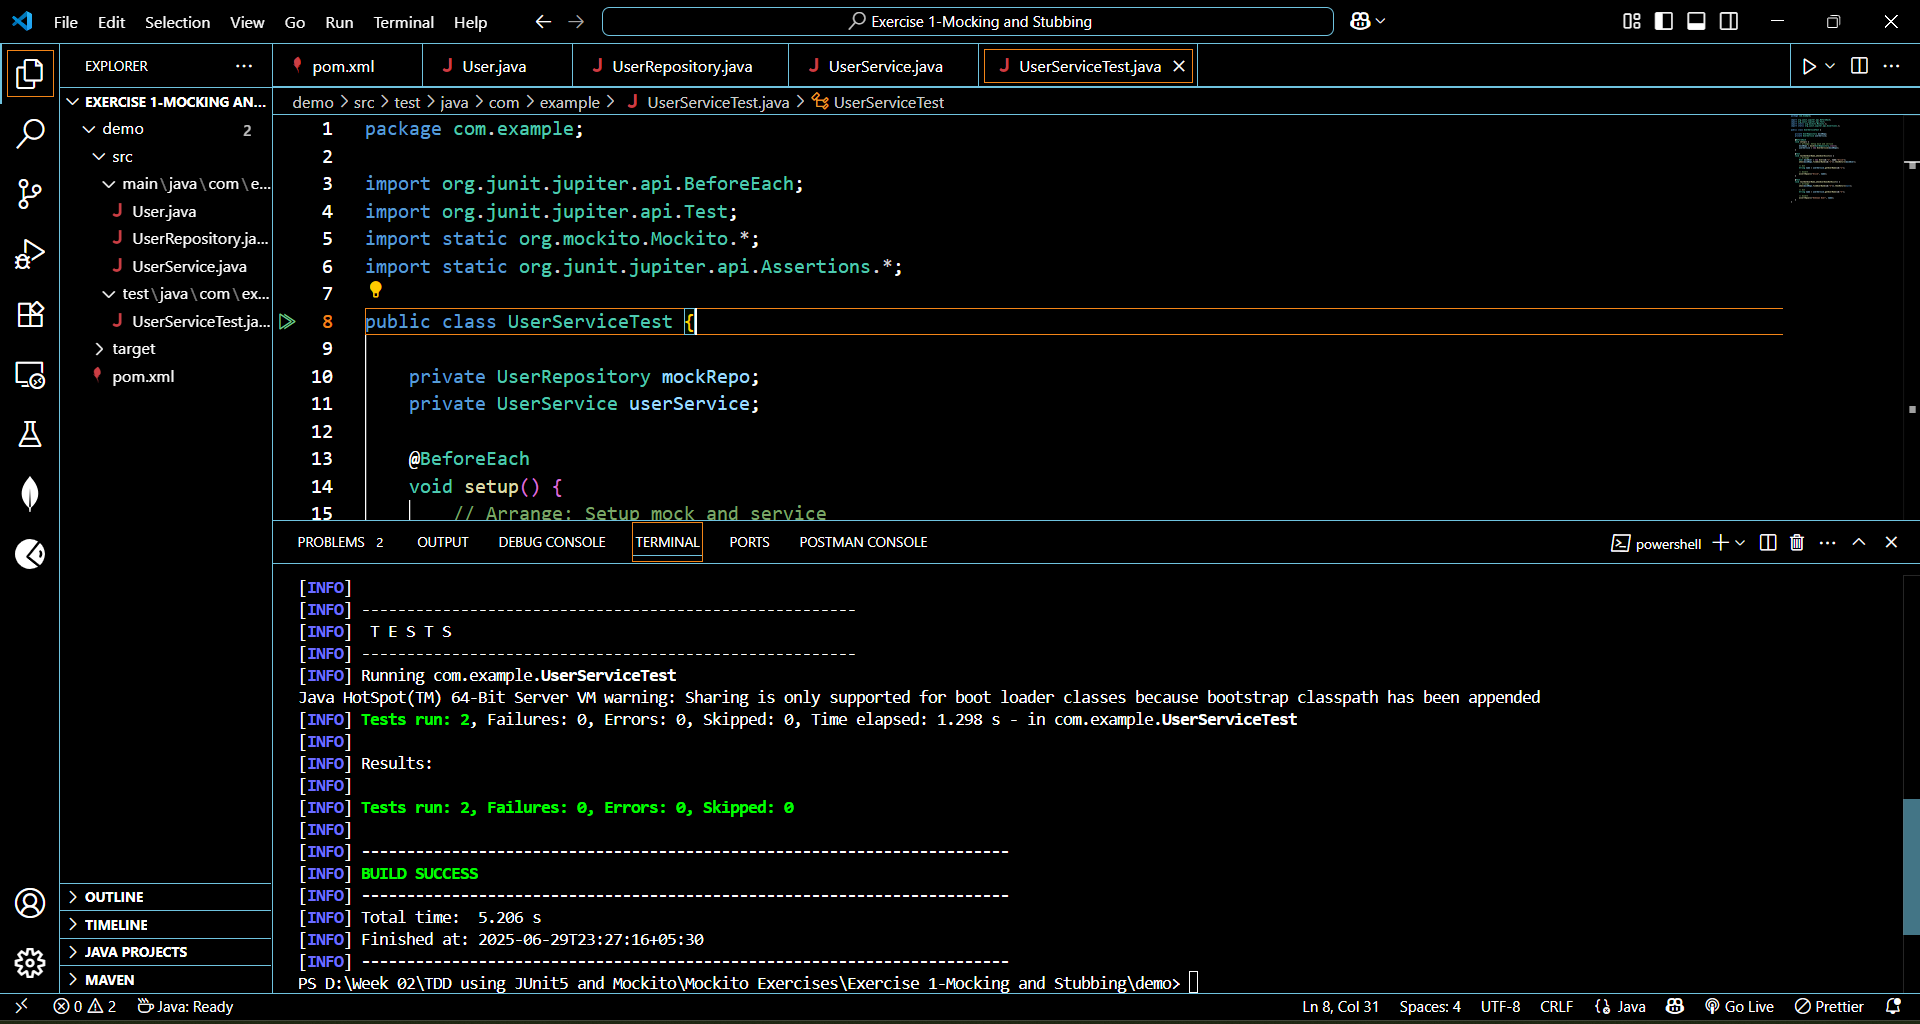 File Edit Selection View Go Run Terminal Help
Exercise 1-Mocking and Stubbing
EXPLORER
EXERCISE 1-MOCKING AN...
demo 2
src
main\java\com\e...
User.java
UserRepository.ja...
UserService.java
test\java\com\ex...
UserServiceTest.ja...
target
pom.xml
OUTLINE
TIMELINE
JAVA PROJECTS
MAVEN
pom.xml User.java UserRepository.java UserService.java UserServiceTest.java
demo > src > test > java > com > example > UserServiceTest.java > UserServiceTest
1 package com.example;
2
3 import org.junit.jupiter.api.BeforeEach;
4 import org.junit.jupiter.api.Test;
5 import static org.mockito.Mockito.*;
6 import static org.junit.jupiter.api.Assertions.*;
7
8 public class UserServiceTest {
9
10 private UserRepository mockRepo;
11 private UserService userService;
12
13 @BeforeEach
14 void setup() {
15 // Arrange: Setup mock and service
PROBLEMS 2 OUTPUT DEBUG CONSOLE TERMINAL PORTS POSTMAN CONSOLE
powershell
[INFO]
[INFO] -------------------------------------------------------
[INFO]  T E S T S
[INFO] -------------------------------------------------------
[INFO] Running com.example.UserServiceTest
Java HotSpot(TM) 64-Bit Server VM warning: Sharing is only supported for boot loader classes because bootstrap classpath has been appended
[INFO] Tests run: 2, Failures: 0, Errors: 0, Skipped: 0, Time elapsed: 1.298 s - in com.example.UserServiceTest
[INFO]
[INFO] Results:
[INFO]
[INFO] Tests run: 2, Failures: 0, Errors: 0, Skipped: 0
[INFO]
[INFO] ------------------------------------------------------------------------
[INFO] BUILD SUCCESS
[INFO] ------------------------------------------------------------------------
[INFO] Total time:  5.206 s
[INFO] Finished at: 2025-06-29T23:27:16+05:30
[INFO] ------------------------------------------------------------------------
PS D:\Week 02\TDD using JUnit5 and Mockito\Mockito Exercises\Exercise 1-Mocking and Stubbing\demo>
0 2 Java: Ready
Ln 8, Col 31 Spaces: 4 UTF-8 CRLF {} Java Go Live Prettier